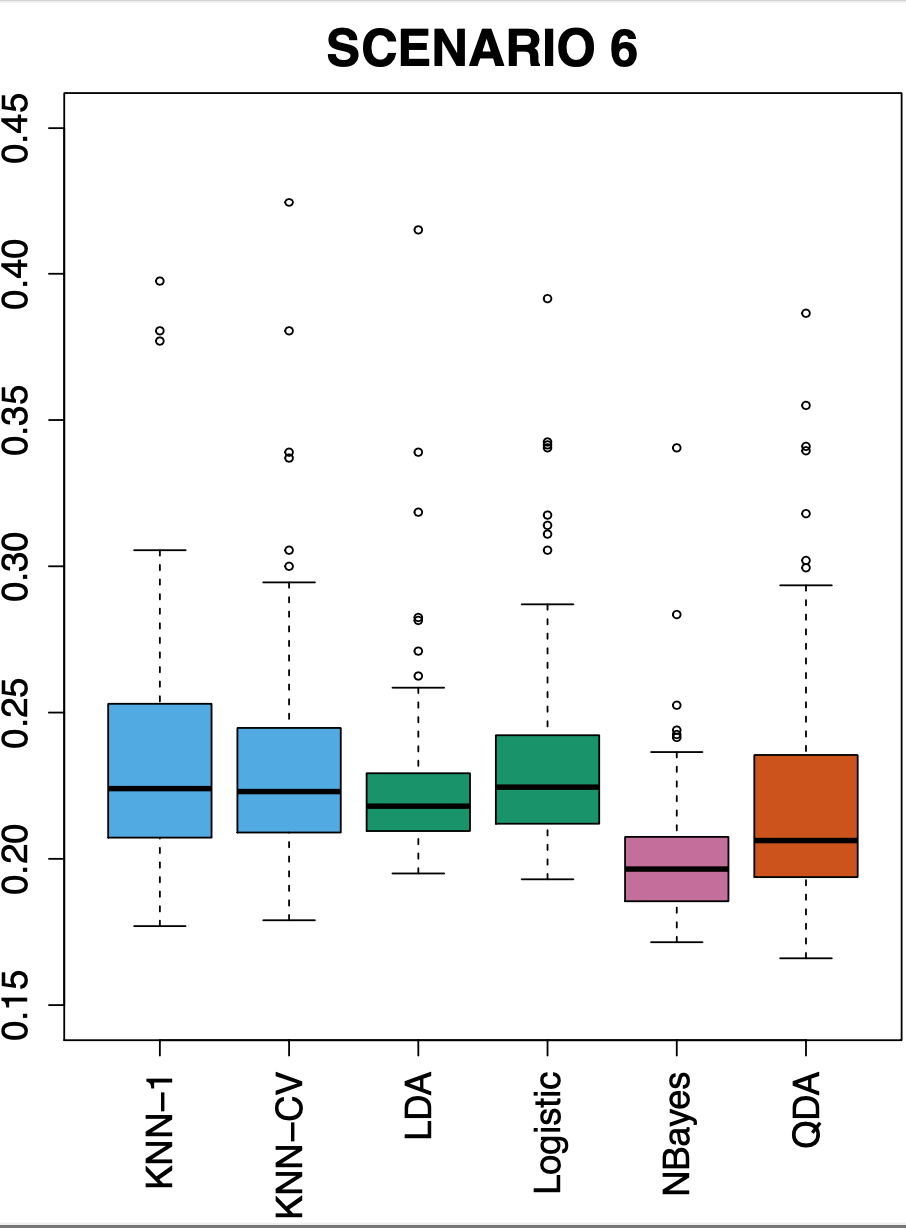 SCENARIO 6
0.45
0.40
0.35
0.30
0.25
0.20
0.15
KNN−1
KNN−CV
LDA
Logistic
NBayes
QDA